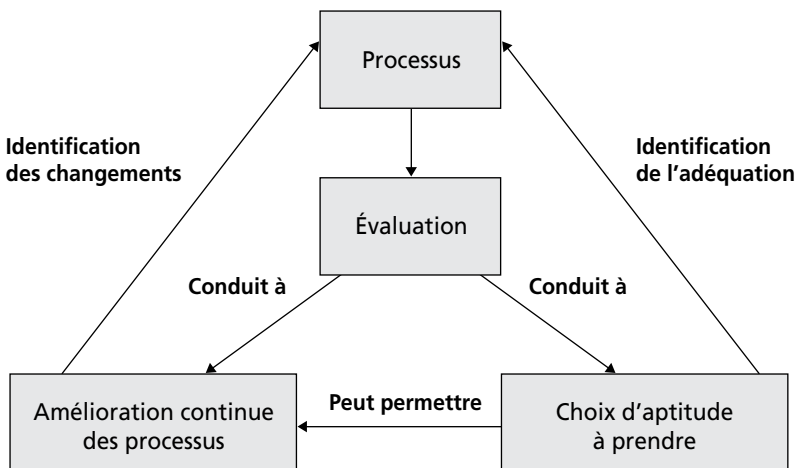 Processus
Identification
des changements
Identification
de l'adéquation
Évaluation
Conduit à
Conduit à
Amélioration continue
des processus
Peut permettre
Choix d'aptitude
à prendre